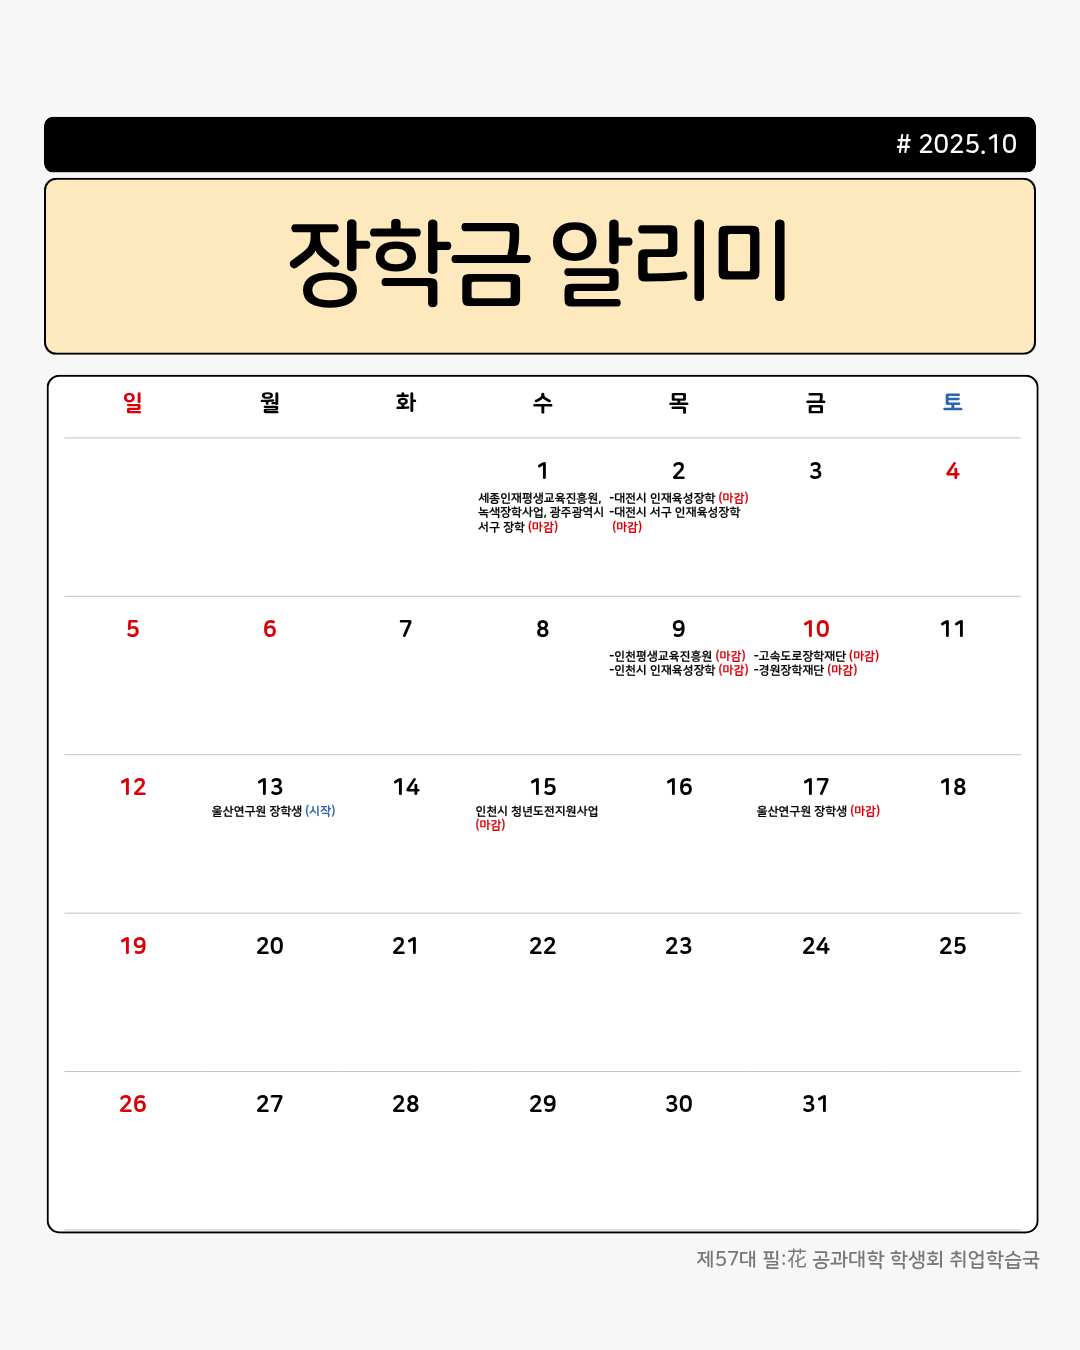 # 2025.10
장학금 알리미
일 월 화 수 목 금 토
1 2 3 4
세종인재평생교육진흥원,
녹색장학사업, 광주광역시
서구 장학 (마감)
-대전시 인재육성장학 (마감)
-대전시 서구 인재육성장학
(마감)
5 6 7 8 9 10 11
-인천평생교육진흥원 (마감)
-인천시 인재육성장학 (마감)
-고속도로장학재단 (마감)
-경원장학재단 (마감)
12 13 14 15 16 17 18
울산연구원 장학생 (시작)
인천시 청년도전지원사업
(마감)
울산연구원 장학생 (마감)
19 20 21 22 23 24 25
26 27 28 29 30 31
제57대 필:花 공과대학 학생회 취업학습국